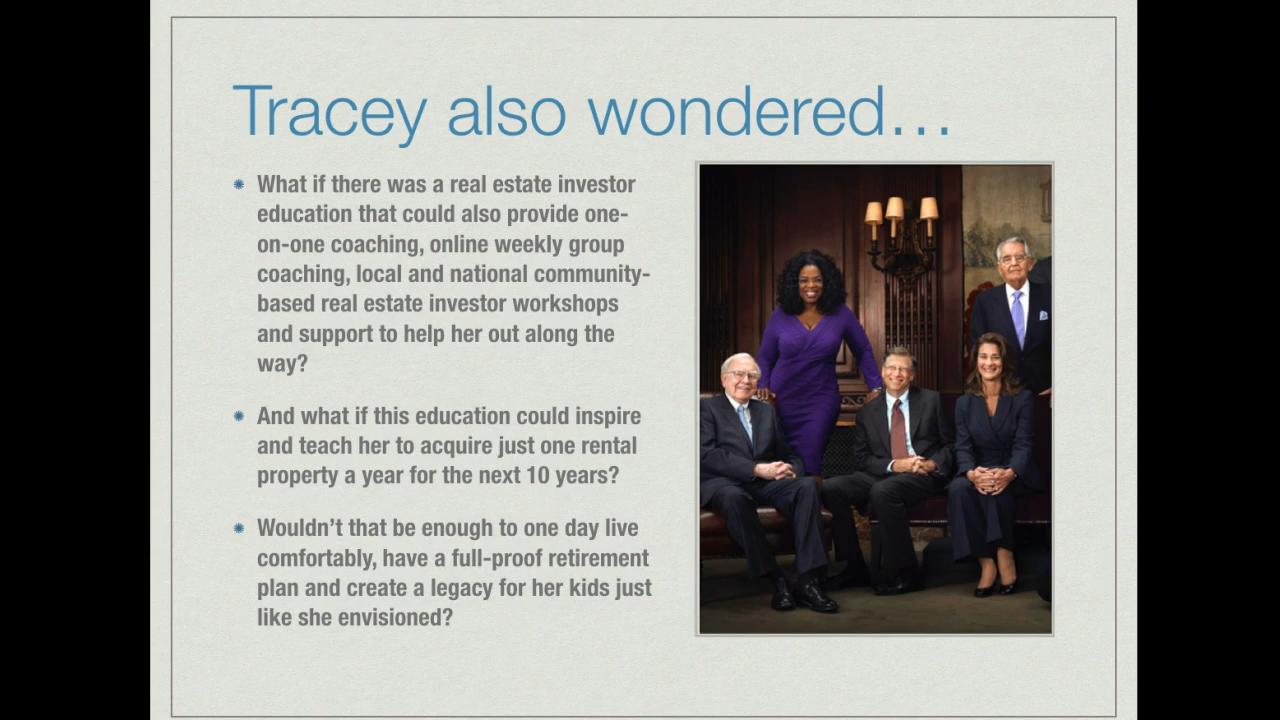 Tracey also wondered…
What if there was a real estate investor
education that could also provide one-
on-one coaching, online weekly group
coaching, local and national community-
based real estate investor workshops
and support to help her out along the
way?
And what if this education could inspire
and teach her to acquire just one rental
property a year for the next 10 years?
Wouldn’t that be enough to one day live
comfortably, have a full-proof retirement
plan and create a legacy for her kids just
like she envisioned?